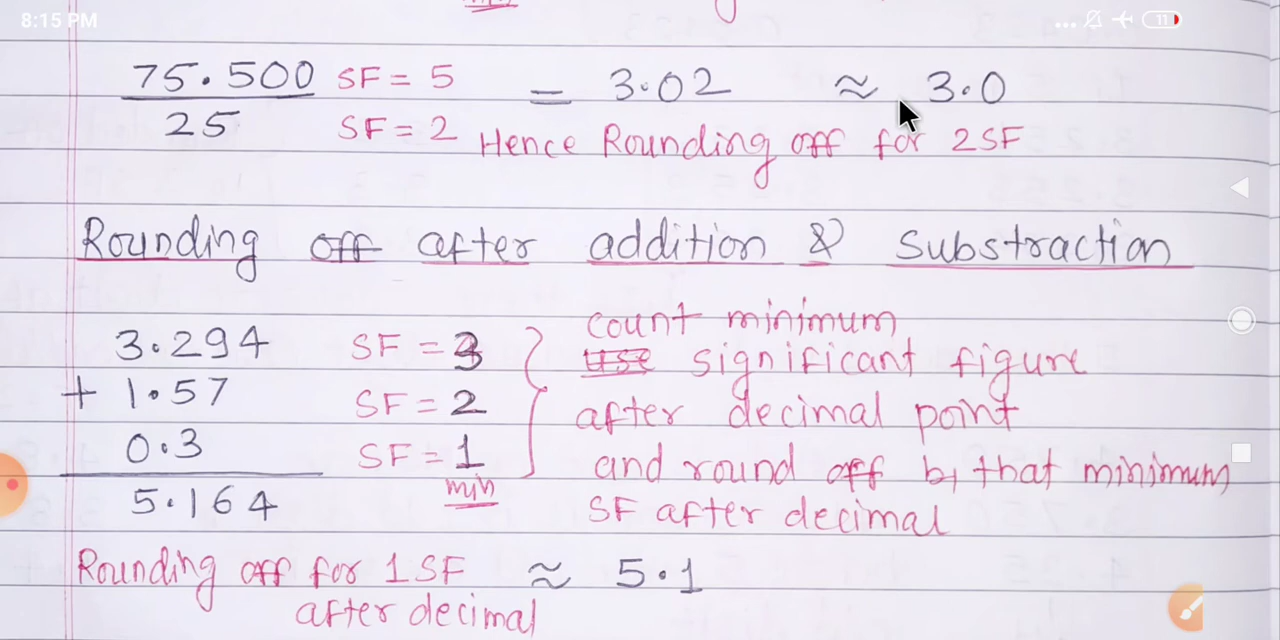 8:15 PM
11
75.500 SF = 5
25 SF = 2
= 3.02 ≈ 3.0
Hence Rounding off for 2SF
Rounding off after addition & Substraction
3.294 SF = 3
+ 1.57 SF = 2
0.3 SF = 1
min
5.164
count minimum
significant figure
after decimal point
and round off by that minimum
SF after decimal
Rounding off for 1SF ≈ 5.1
after decimal